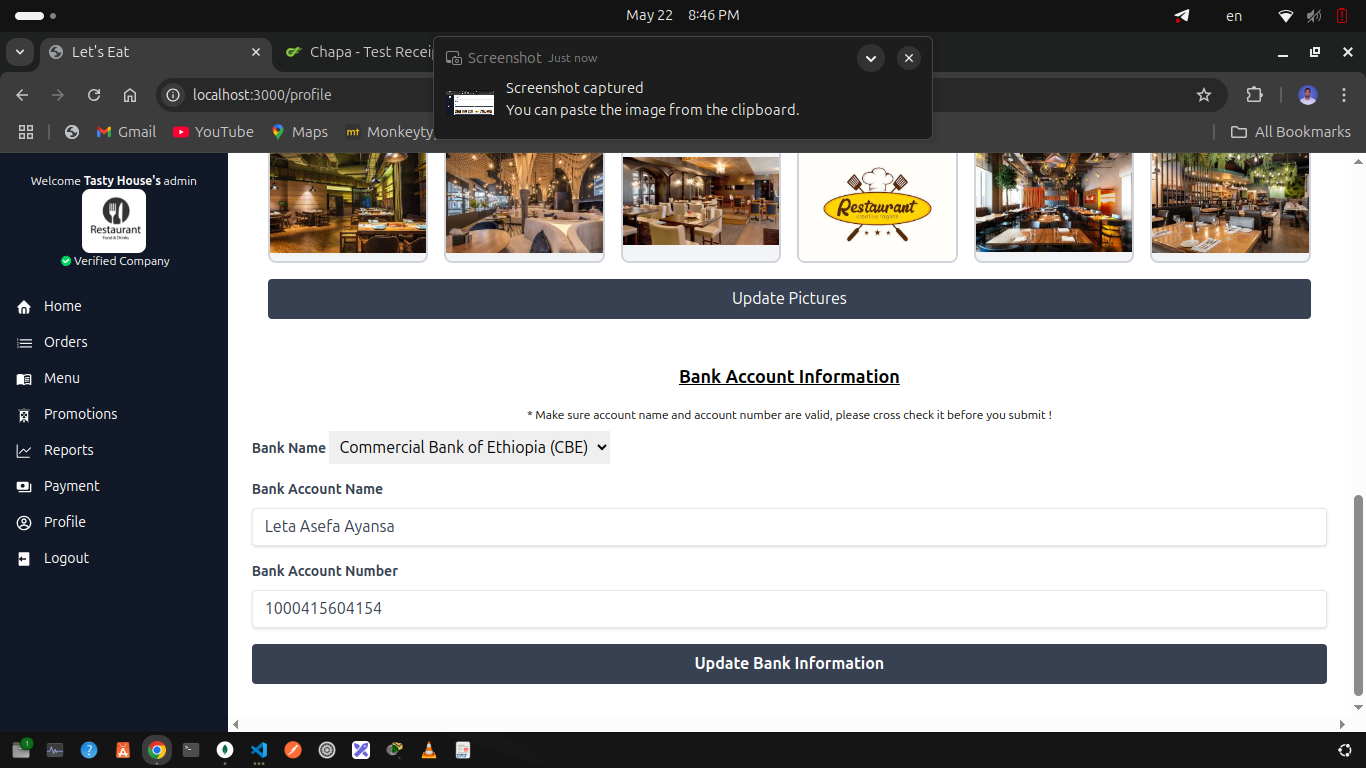 May 22 8:46 PM
en
Let's Eat
Chapa - Test Recei
Screenshot Just now
Screenshot captured
You can paste the image from the clipboard.
localhost:3000/profile
Gmail
YouTube
Maps
mt Monkeyty
All Bookmarks
Welcome Tasty House's admin
Restaurant
Food & Drinks
Verified Company
Home
Orders
Menu
Promotions
Reports
Payment
Profile
Logout
Restaurant
Update Pictures
Bank Account Information
* Make sure account name and account number are valid, please cross check it before you submit !
Bank Name Commercial Bank of Ethiopia (CBE)
Bank Account Name
Leta Asefa Ayansa
Bank Account Number
1000415604154
Update Bank Information
1